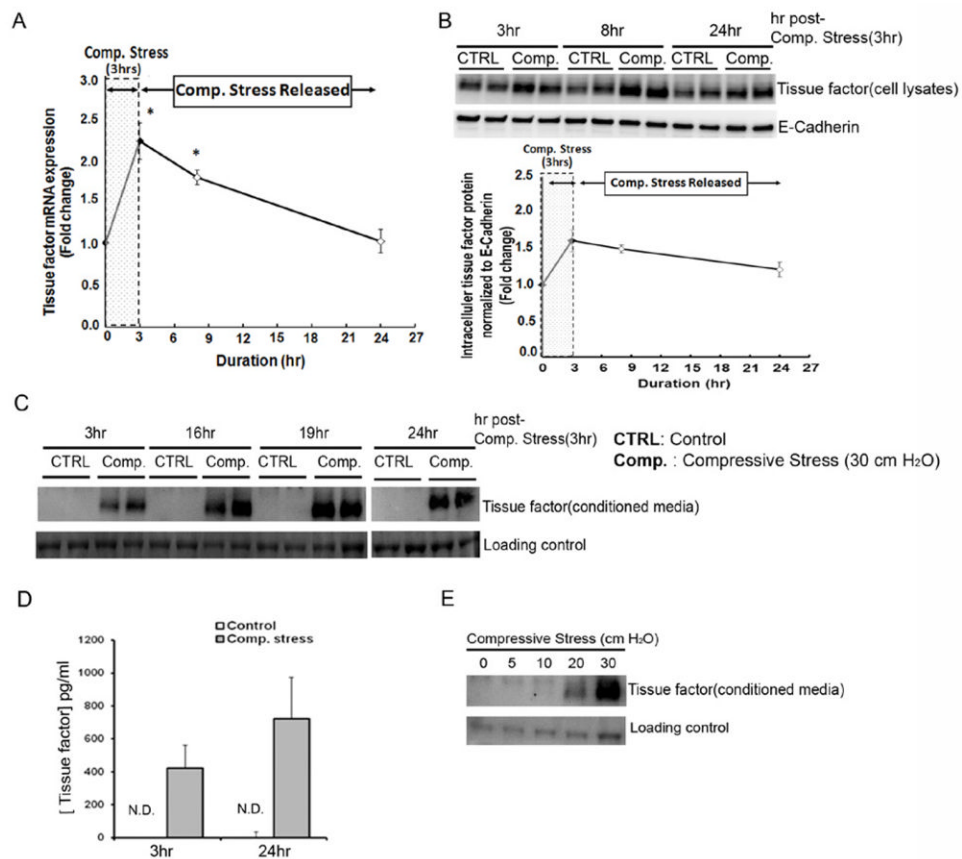 A
Comp. Stress
(3hrs)
Comp. Stress Released
*
*
Tissue factor mRNA expression
(Fold change)
3.0
2.5
2.0
1.5
1.0
0.0
0 3 6 9 12 15 18 21 24 27
Duration (hr)
B
3hr 8hr 24hr
hr post-
Comp. Stress(3hr)
CTRL Comp. CTRL Comp. CTRL Comp.
Tissue factor(cell lysates)
E-Cadherin
Comp. Stress
(3hrs)
Comp. Stress Released
Intracelluler tissue factor protein
normalized to E-Cadherin
(Fold change)
2.5
2.0
1.5
1.0
0.0
0 3 6 9 12 15 18 21 24 27
Duration (hr)
C
3hr 16hr 19hr 24hr
hr post-
Comp. Stress(3hr)
CTRL Comp. CTRL Comp. CTRL Comp. CTRL Comp.
Tissue factor(conditioned media)
Loading control
CTRL: Control
Comp. : Compressive Stress (30 cm H₂O)
D
Control
Comp. stress
[ Tissue factor] pg/ml
1200
1000
800
600
400
200
0
N.D. N.D.
3hr 24hr
E
Compressive Stress (cm H₂O)
0 5 10 20 30
Tissue factor(conditioned media)
Loading control